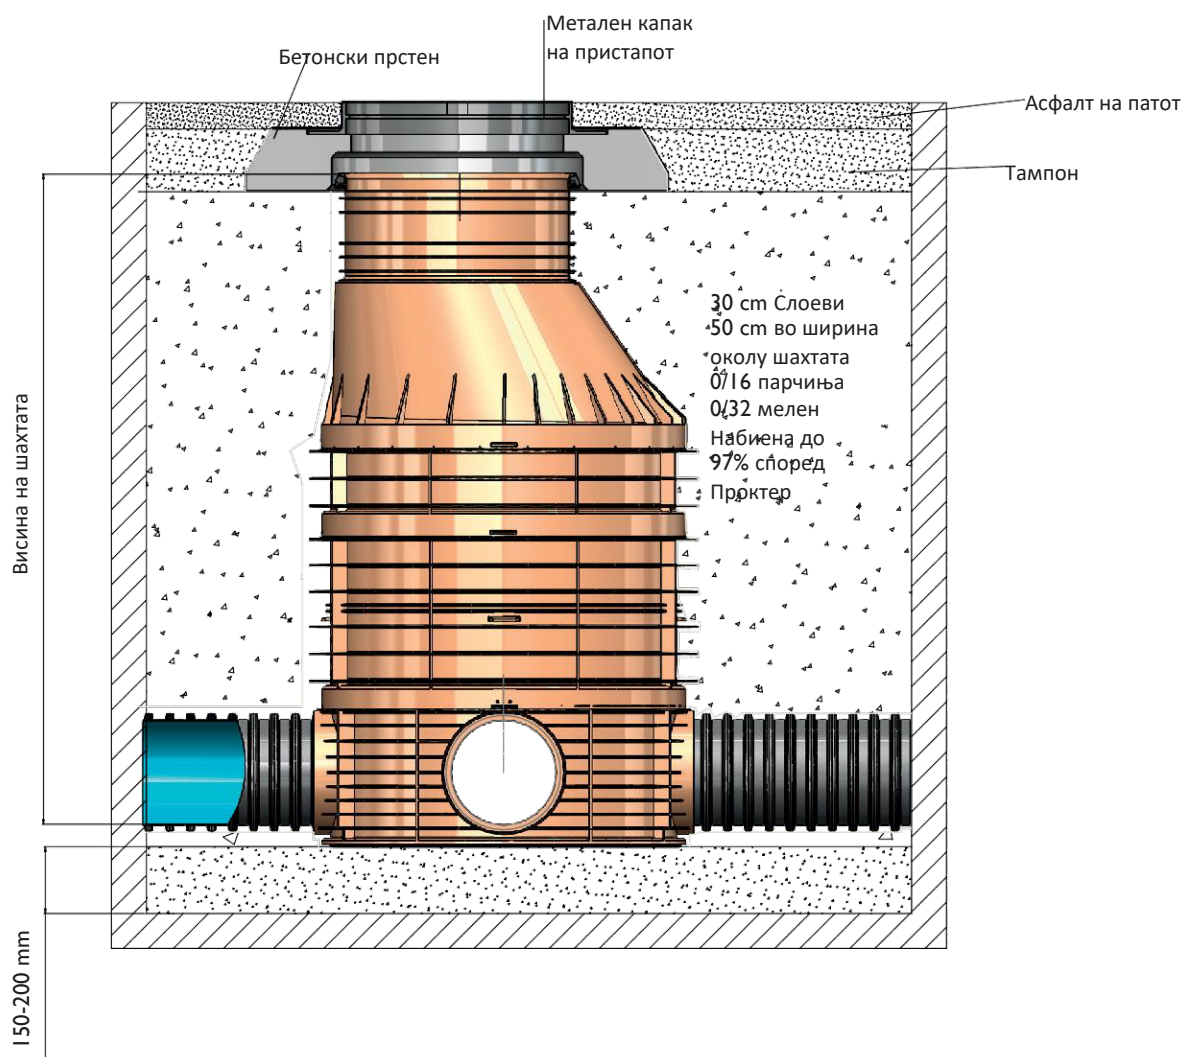 Метален капак
на пристапот
Бетонски прстен
Асфалт на патот
Тампон
30 cm Слоеви
50 cm во ширина
околу шахтата
0/16 парчиња
0/32 мелен
Набиена до
97% според
Проктер
Висина на шахтата
150-200 mm